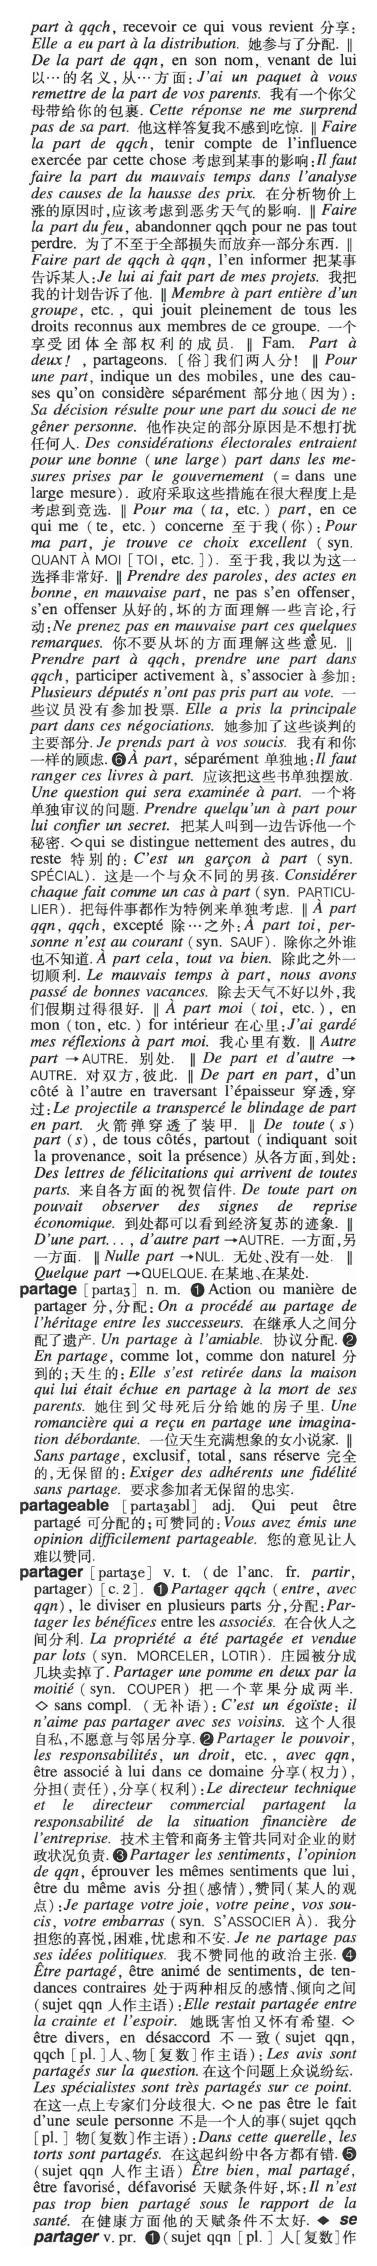 part à qqch, recevoir ce qui vous revient 分享:
Elle a eu part à la distribution. 她参与了分配. ‖
De la part de qqn, en son nom, venant de lui
以…的名义,从…方面:J'ai un paquet à vous
remettre de la part de vos parents. 我有一个你父
母带给你的包裹. Cette réponse ne me surprend
pas de sa part. 他这样答复我不感到吃惊. ‖ Faire
la part de qqch, tenir compte de l'influence
exercée par cette chose 考虑到某事的影响:Il faut
faire la part du mauvais temps dans l'analyse
des causes de la hausse des prix. 在分析物价上
涨的原因时,应该考虑到恶劣天气的影响. ‖ Faire
la part du feu, abandonner qqch pour ne pas tout
perdre. 为了不至于全部损失而放弃一部分东西. ‖
Faire part de qqch à qqn, l'en informer 把某事
告诉某人:Je lui ai fait part de mes projets. 我把
我的计划告诉了他. ‖ Membre à part entière d'un
groupe, etc., qui jouit pleinement de tous les
droits reconnus aux membres de ce groupe. 一个
享受团体全部权利的成员. ‖ Fam. Part à
deux! , partageons. 〔俗〕我们两人分! ‖ Pour
une part, indique un des mobiles, une des cau-
ses qu'on considère séparément 部分地(因为):
Sa décision résulte pour une part du souci de ne
gêner personne. 他作决定的部分原因是不想打扰
任何人. Des considérations électorales entraient
pour une bonne (une large) part dans les me-
sures prises par le gouvernement (= dans une
large mesure). 政府采取这些措施在很大程度上是
考虑到竞选. ‖ Pour ma (ta, etc.) part, en ce
qui me (te, etc.) concerne 至于我(你):Pour
ma part, je trouve ce choix excellent (syn.
QUANT À MOI [TOI, etc.]). 至于我,我以为这一
选择非常好. ‖ Prendre des paroles, des actes en
bonne, en mauvaise part, ne pas s'en offenser,
s'en offenser 从好的,坏的方面理解一些言论,行
动:Ne prenez pas en mauvaise part ces quelques
remarques. 你不要从坏的方面理解这些意见. ‖
Prendre part à qqch, prendre une part dans
qqch, participer activement à, s'associer à 参加:
Plusieurs députés n'ont pas pris part au vote. 一
些议员没有参加投票. Elle a pris la principale
part dans ces négociations. 她参加了这些谈判的
主要部分. Je prends part à vos soucis. 我有和你
一样的顾虑. ❻À part, séparément 单独地:Il faut
ranger ces livres à part. 应该把这些书单独摆放.
Une question qui sera examinée à part. 一个将
单独审议的问题. Prendre quelqu'un à part pour
lui confier un secret. 把某人叫到一边告诉他一个
秘密. ◇qui se distingue nettement des autres, du
reste 特别的: C'est un garçon à part (syn.
SPÉCIAL). 这是一个与众不同的男孩. Considérer
chaque fait comme un cas à part (syn. PARTICU-
LIER). 把每件事都作为特例来单独考虑. ‖ À part
qqn, qqch, excepté 除…之外:À part toi, per-
sonne n'est au courant (syn. SAUF). 除你之外谁
也不知道. À part cela, tout va bien. 除此之外一
切顺利. Le mauvais temps à part, nous avons
passé de bonnes vacances. 除去天气不好以外,我
们假期过得很好. ‖ À part moi (toi, etc.), en
mon (ton, etc.) for intérieur 在心里:J'ai gardé
mes réflexions à part moi. 我心里有数. ‖ Autre
part →AUTRE. 别处. ‖ De part et d'autre →
AUTRE. 对双方,彼此. ‖ De part en part, d'un
côté à l'autre en traversant l'épaisseur 穿透,穿
过:Le projectile a transpercé le blindage de part
en part. 火箭弹穿透了装甲. ‖ De toute(s)
part(s), de tous côtés, partout (indiquant soit
la provenance, soit la présence) 从各方面,到处:
Des lettres de félicitations qui arrivent de toutes
parts. 来自各方面的祝贺信件. De toute part on
pouvait observer des signes de reprise
économique. 到处都可以看到经济复苏的迹象. ‖
D'une part..., d'autre part →AUTRE. 一方面,另
一方面. ‖ Nulle part →NUL. 无处、没有一处. ‖
Quelque part →QUELQUE. 在某地、在某处.
partage [partaʒ] n. m. ❶ Action ou manière de
partager 分,分配: On a procédé au partage de
l'héritage entre les successeurs. 在继承人之间分
配了遗产. Un partage à l'amiable. 协议分配. ❷
En partage, comme lot, comme don naturel 分
到的;天生的: Elle s'est retirée dans la maison
qui lui était échue en partage à la mort de ses
parents. 她住到父母死后分给她的房子里. Une
romancière qui a reçu en partage une imagina-
tion débordante. 一位天生充满想象的女小说家. ‖
Sans partage, exclusif, total, sans réserve 完全
的,无保留的: Exiger des adhérents une fidélité
sans partage. 要求参加者无保留的忠实.
partageable [partaʒabl] adj. Qui peut être
partagé 可分配的;可赞同的: Vous avez émis une
opinion difficilement partageable. 您的意见让人
难以赞同.
partager [partaʒe] v. t. (de l'anc. fr. partir,
partager) [c. 2]. ❶ Partager qqch (entre, avec
qqn), le diviser en plusieurs parts 分,分配: Par-
tager les bénéfices entre les associés. 在合伙人之
间分利. La propriété a été partagée et vendue
par lots (syn. MORCELER, LOTIR). 庄园被分成
几块卖掉了. Partager une pomme en deux par la
moitié (syn. COUPER) 把一个苹果分成两半.
◇ sans compl. (无补语): C'est un égoïste: il
n'aime pas partager avec ses voisins. 这个人很
自私,不愿意与邻居分享. ❷ Partager le pouvoir,
les responsabilités, un droit, etc., avec qqn,
être associé à lui dans ce domaine 分享(权力),
分担(责任),分享(权利):Le directeur technique
et le directeur commercial partagent la
responsabilité de la situation financière de
l'entreprise. 技术主管和商务主管共同对企业的财
政状况负责. ❸ Partager les sentiments, l'opinion
de qqn, éprouver les mêmes sentiments que lui,
être du même avis 分担(感情),赞同(某人的观
点):Je partage votre joie, votre peine, vos sou-
cis, votre embarras (syn. S'ASSOCIER À). 我分
担您的喜悦,困难,忧虑和不安. Je ne partage pas
ses idées politiques. 我不赞同他的政治主张. ❹
Être partagé, être animé de sentiments, de ten-
dances contraires 处于两种相反的感情、倾向之间
(sujet qqn 人作主语):Elle restait partagée entre
la crainte et l'espoir. 她既害怕又怀有希望. ◇
être divers, en désaccord 不一致(sujet qqn,
qqch [pl.]人、物[复数]作主语): Les avis sont
partagés sur la question. 在这个问题上众说纷纭.
Les spécialistes sont très partagés sur ce point.
在这一点上专家们分歧很大. ◇ne pas être le fait
d'une seule personne 不是一个人的事(sujet qqch
[pl.] 物[复数]作主语):Dans cette querelle, les
torts sont partagés. 在这起纠纷中各方都有错. ❺
(sujet qqn 人作主语) Être bien, mal partagé,
être favorisé, défavorisé 天赋条件好,坏: Il n'est
pas trop bien partagé sous le rapport de la
santé. 在健康方面他的天赋条件不太好. ◆ se
partager v. pr. ❶(sujet qqn [pl.] 人[复数]作